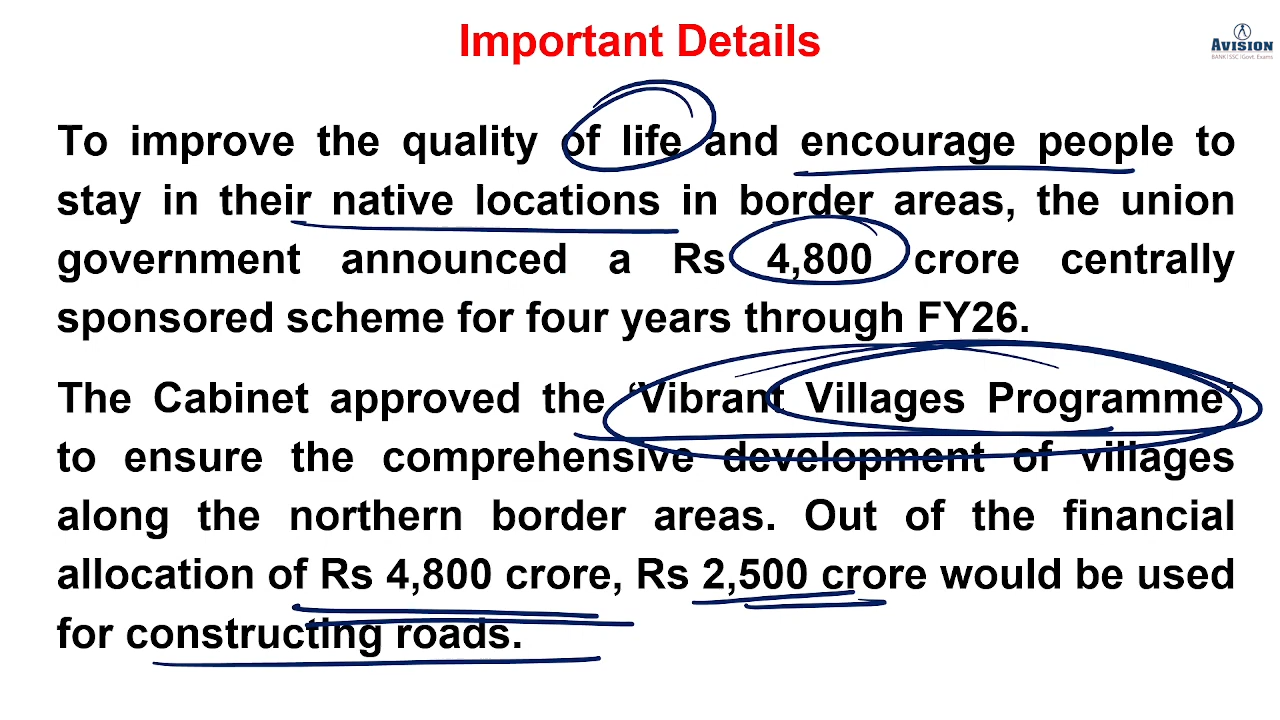 Important Details
AVISION
BANK|SSC|Govt. Exams
To improve the quality of life and encourage people to
stay in their native locations in border areas, the union
government announced a Rs 4,800 crore centrally
sponsored scheme for four years through FY26.
The Cabinet approved the ‘Vibrant Villages Programme’
to ensure the comprehensive development of villages
along the northern border areas. Out of the financial
allocation of Rs 4,800 crore, Rs 2,500 crore would be used
for constructing roads.